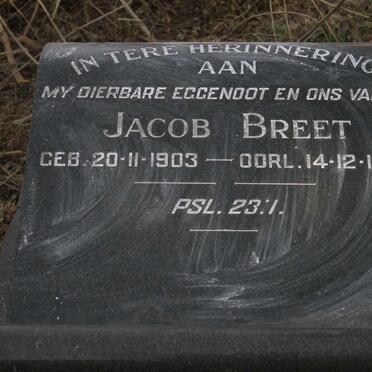 IN TERE HERINNERING
AAN
MY DIERBARE EGGENOOT EN ONS VA
JACOB BREET
GEB. 20-11-1903 — OORL. 14-12-1
PSL. 23:1.